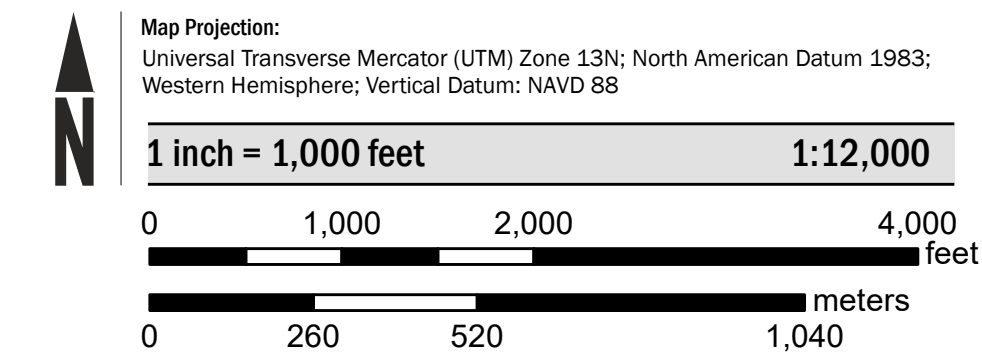 N
Map Projection:
Universal Transverse Mercator (UTM) Zone 13N; North American Datum 1983;
Western Hemisphere; Vertical Datum: NAVD 88
1 inch = 1,000 feet 1:12,000
0 1,000 2,000 4,000
feet
meters
0 260 520 1,040